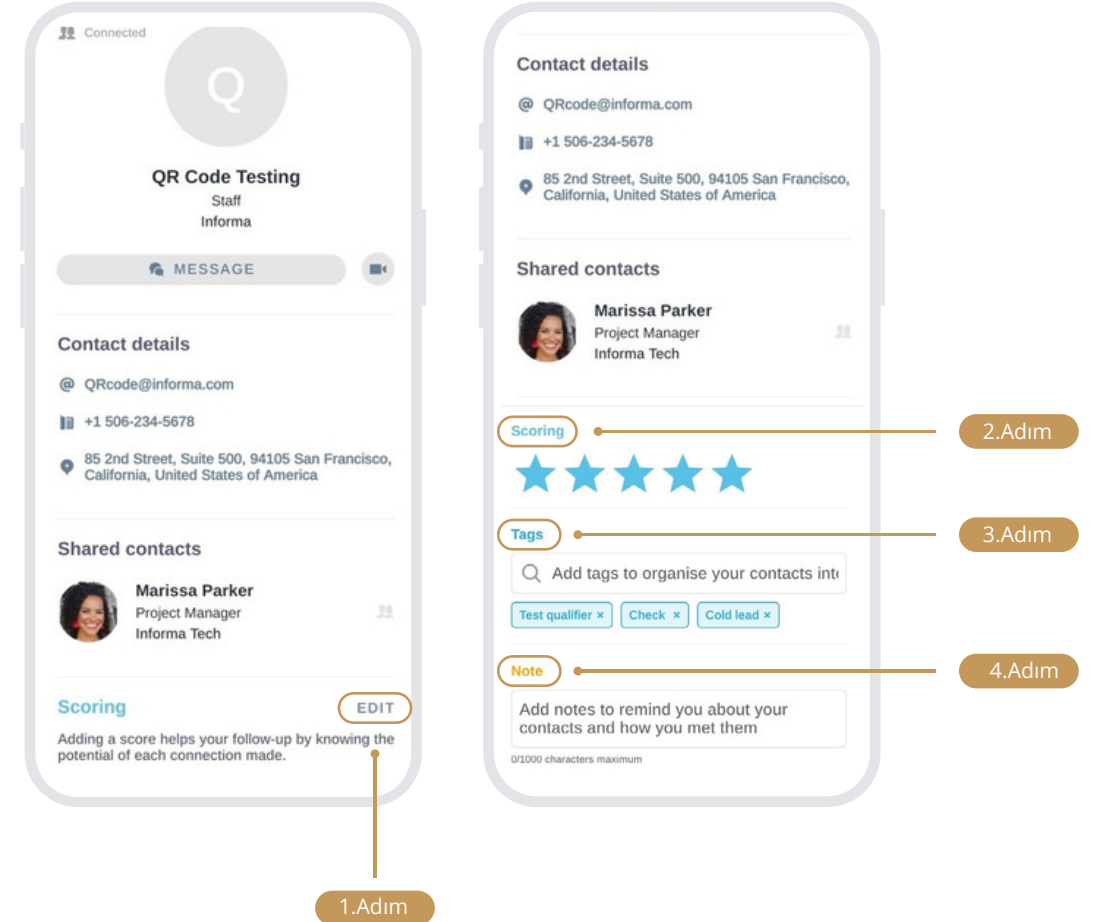 Connected
Q
QR Code Testing
Staff
Informa
MESSAGE
Contact details
@ QRcode@informa.com
+1 506-234-5678
85 2nd Street, Suite 500, 94105 San Francisco,
California, United States of America
Shared contacts
Marissa Parker
Project Manager
Informa Tech
Scoring
EDIT
Adding a score helps your follow-up by knowing the
potential of each connection made.
1.Adım
Contact details
@ QRcode@informa.com
+1 506-234-5678
85 2nd Street, Suite 500, 94105 San Francisco,
California, United States of America
Shared contacts
Marissa Parker
Project Manager
Informa Tech
Scoring
2.Adım
Tags
3.Adım
Add tags to organise your contacts int
Test qualifier × Check × Cold lead ×
Note
4.Adım
Add notes to remind you about your
contacts and how you met them
0/1000 characters maximum